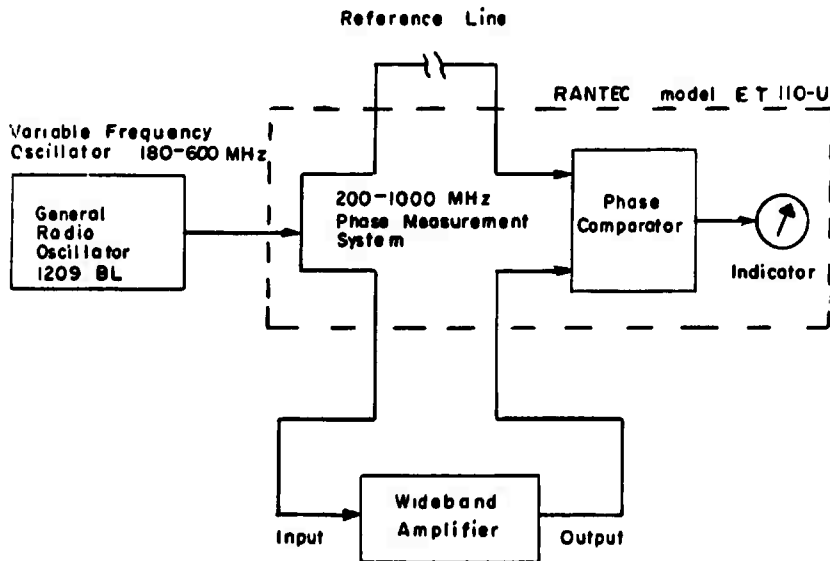 Reference Line
RANTEC model ET 110-U
Variable Frequency
Oscillator 180-600 MHz
General
Radio
Oscillator
1209 BL
200-1000 MHz
Phase Measurement
System
Phase
Comparator
Indicator
Wideband
Amplifier
Input
Output